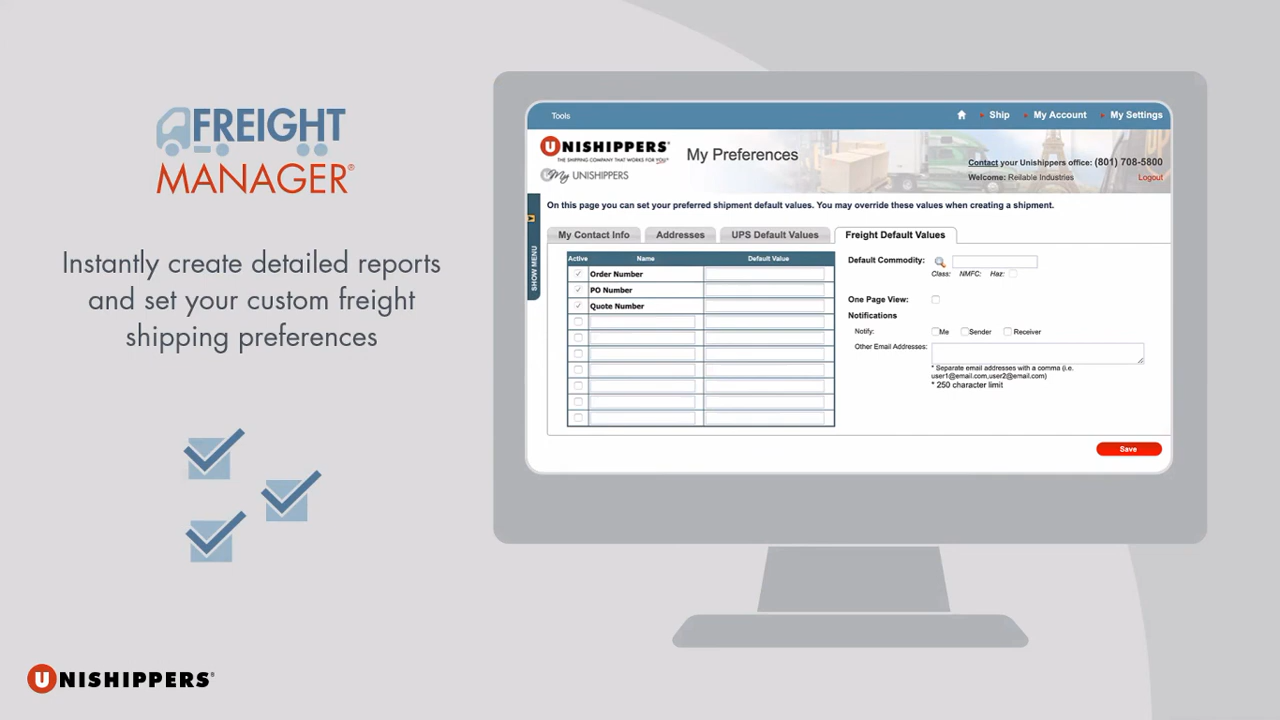 FREIGHT
MANAGER®
Instantly create detailed reports
and set your custom freight
shipping preferences
UNISHIPPERS®
Tools
Ship
My Account
My Settings
UNISHIPPERS®
THE SHIPPING COMPANY THAT WORKS FOR YOU®
My UNISHIPPERS
My Preferences
Contact your Unishippers office: (801) 708-5800
Welcome: Reliable Industries
Logout
SHOW MENU
On this page you can set your preferred shipment default values. You may override these values when creating a shipment.
My Contact Info
Addresses
UPS Default Values
Freight Default Values
Active Name Default Value
Order Number
PO Number
Quote Number
Default Commodity:
Class: NMFC: Haz:
One Page View:
Notifications
Notify: Me Sender Receiver
Other Email Addresses:
* Separate email addresses with a comma (i.e.
user1@email.com,user2@email.com)
* 250 character limit
Save